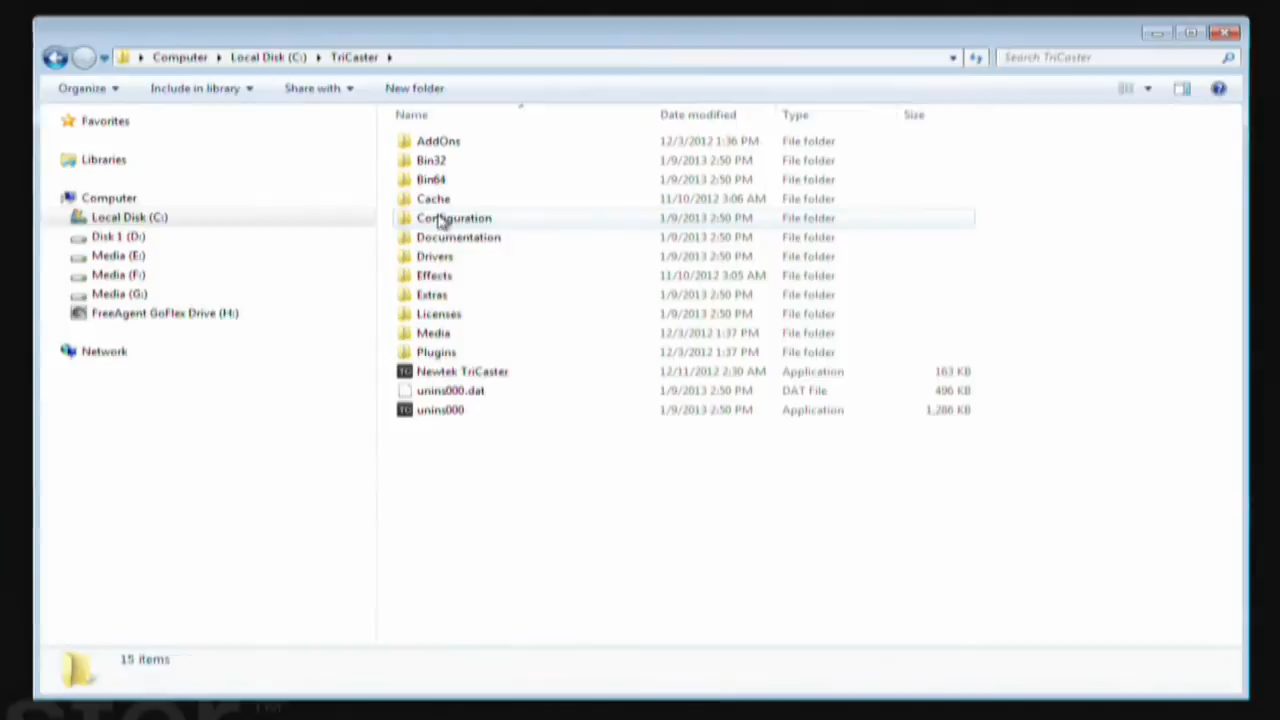 Computer Local Disk (C:) TriCaster Search TriCaster
Organize Include in library Share with New folder
Name Date modified Type Size
Favorites
Libraries
Computer
Local Disk (C:)
Disk 1 (D:)
Media (E:)
Media (F:)
Media (G:)
FreeAgent GoFlex Drive (H:)
Network
AddOns 12/3/2012 1:36 PM File folder
Bin32 1/9/2013 2:50 PM File folder
Bin64 1/9/2013 2:50 PM File folder
Cache 11/10/2012 3:06 AM File folder
Configuration 1/9/2013 2:50 PM File folder
Documentation 1/9/2013 2:50 PM File folder
Drivers 1/9/2013 2:50 PM File folder
Effects 11/10/2012 3:05 AM File folder
Extras 1/9/2013 2:50 PM File folder
Licenses 1/9/2013 2:50 PM File folder
Media 12/3/2012 1:37 PM File folder
Plugins 12/3/2012 1:37 PM File folder
Newtek TriCaster 12/11/2012 2:30 AM Application 163 KB
unins000.dat 1/9/2013 2:50 PM DAT File 496 KB
unins000 1/9/2013 2:50 PM Application 1,286 KB
15 items